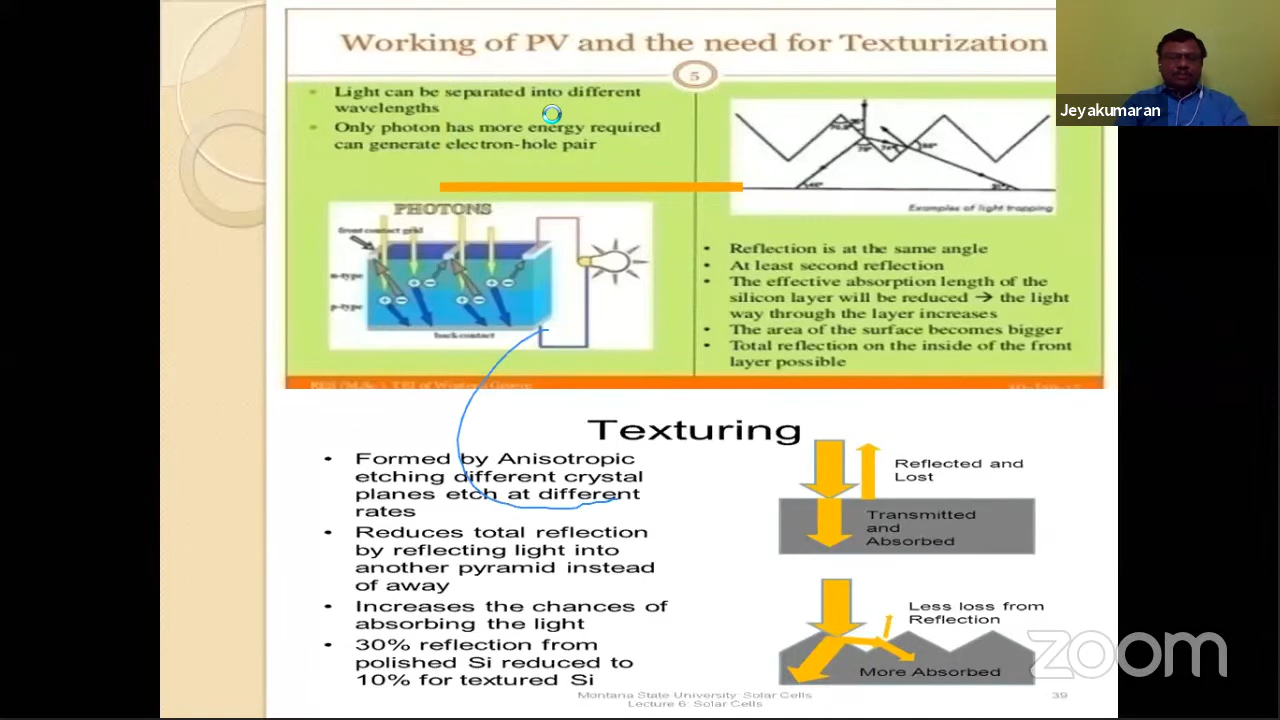 Working of PV and the need for Texturization
5
Jeyakumaran
Light can be separated into different
wavelengths
Only photon has more energy required
can generate electron-hole pair
Examples of light trapping
PHOTONS
front contact grid
n-type
p-type
back contact
• Reflection is at the same angle
• At least second reflection
• The effective absorption length of the
silicon layer will be reduced → the light
way through the layer increases
• The area of the surface becomes bigger
• Total reflection on the inside of the front
layer possible
Texturing
• Formed by Anisotropic
etching different crystal
planes etch at different
rates
• Reduces total reflection
by reflecting light into
another pyramid instead
of away
• Increases the chances of
absorbing the light
• 30% reflection from
polished Si reduced to
10% for textured Si
Reflected and
Lost
Transmitted
and
Absorbed
Less loss from
Reflection
More Absorbed
zoom
Montana State University: Solar Cells
Lecture 6: Solar Cells
39